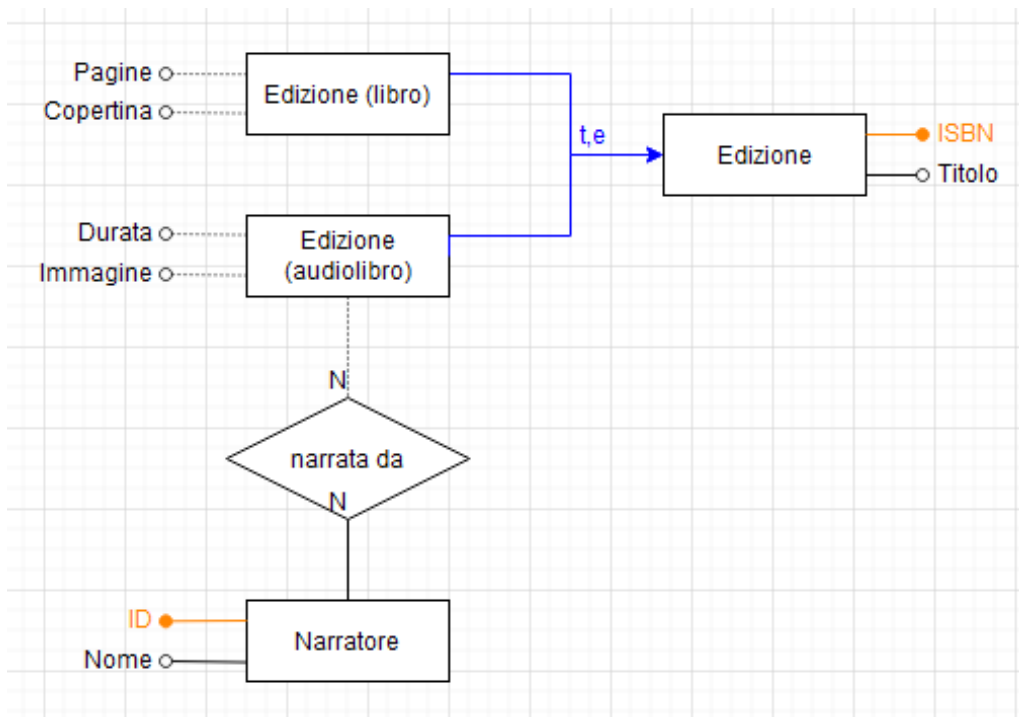 Pagine
Copertina
Edizione (libro)
t,e
Edizione
ISBN
Titolo
Durata
Immagine
Edizione
(audiolibro)
N
narrata da
N
ID
Nome
Narratore